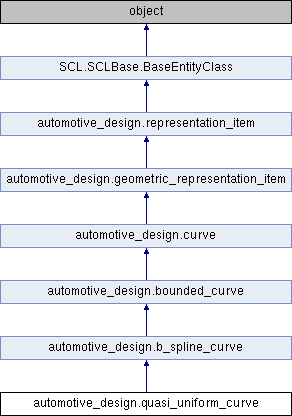 object
SCL.SCLBase.BaseEntityClass
automotive_design.representation_item
automotive_design.geometric_representation_item
automotive_design.curve
automotive_design.bounded_curve
automotive_design.b_spline_curve
automotive_design.quasi_uniform_curve